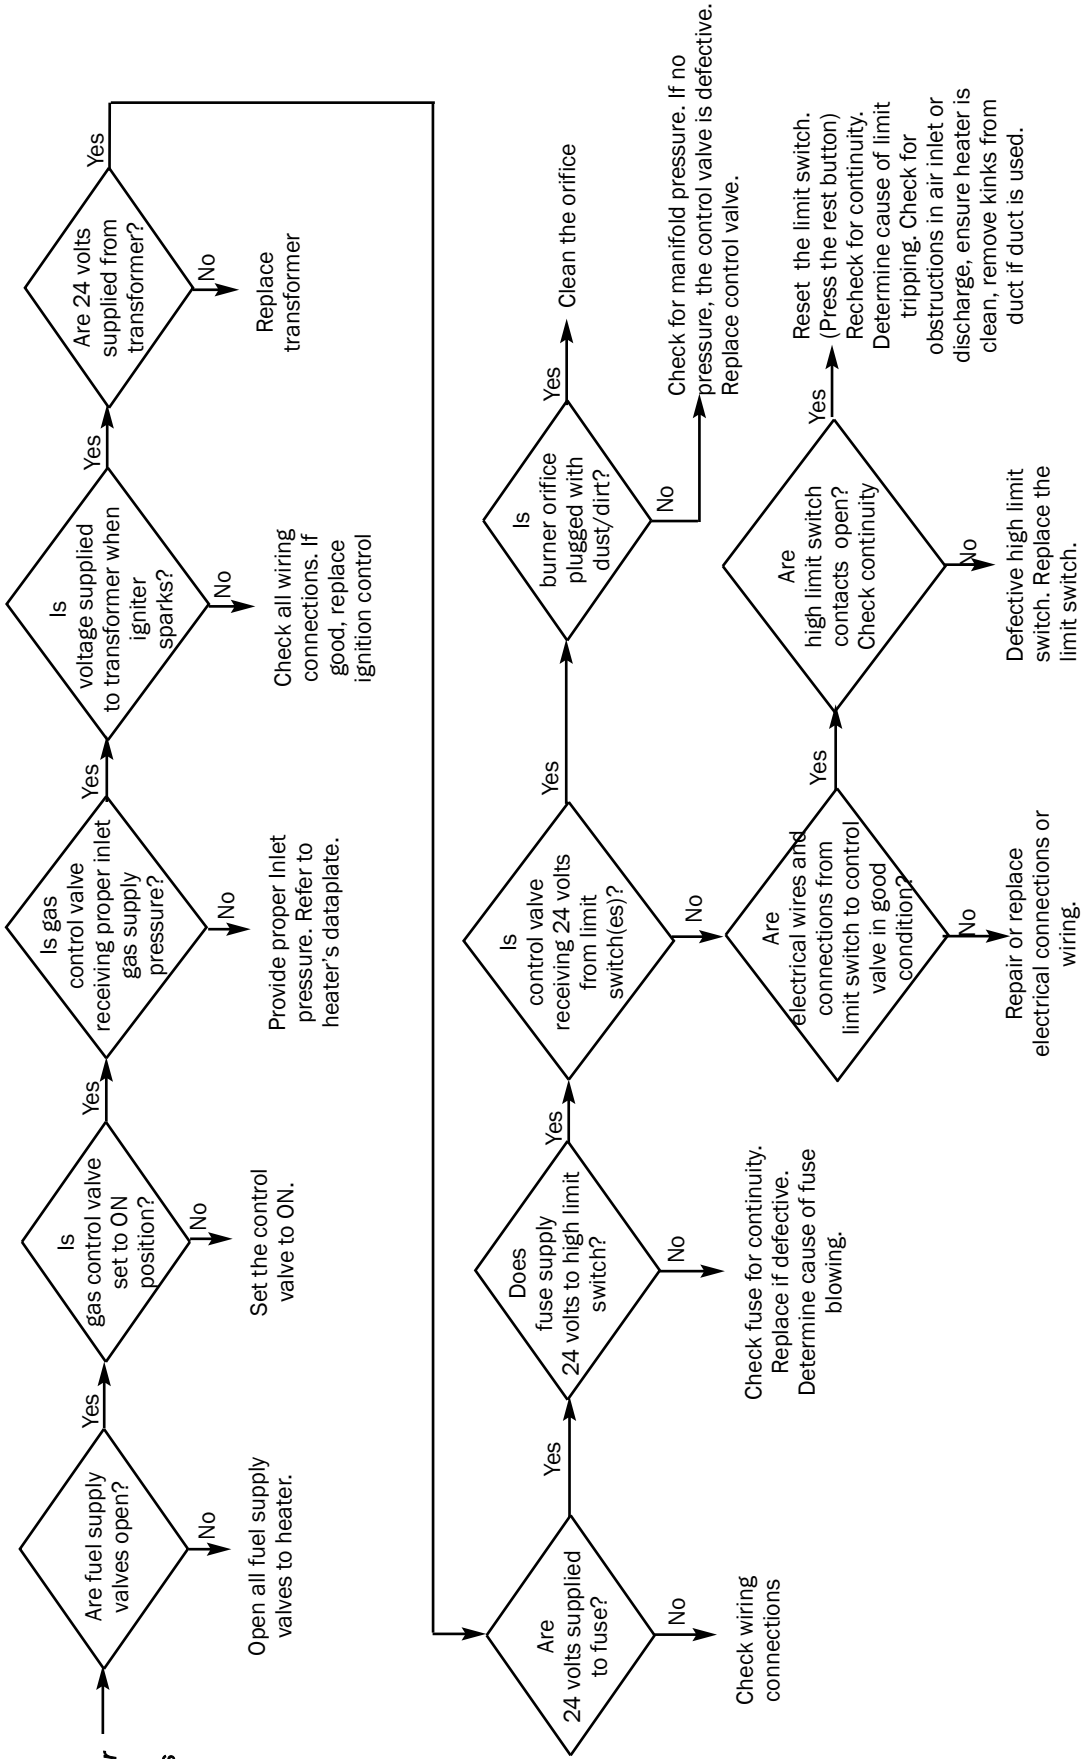 r
s
Are fuel supply
valves open?
Yes
No
Open all fuel supply
valves to heater.
Is
gas control valve
set to ON
position?
Yes
No
Set the control
valve to ON.
Is gas
control valve
receiving proper inlet
gas supply
pressure?
Yes
No
Provide proper Inlet
pressure. Refer to
heater's dataplate.
Is
voltage supplied
to transformer when
igniter
sparks?
Yes
No
Check all wiring
connections. If
good, replace
ignition control
Are 24 volts
supplied from
transformer?
Yes
No
Replace
transformer
Are
24 volts supplied
to fuse?
Yes
No
Check wiring
connections
Does
fuse supply
24 volts to high limit
switch?
Yes
No
Check fuse for continuity.
Replace if defective.
Determine cause of fuse
blowing.
Is
control valve
receiving 24 volts
from limit
switch(es)?
Yes
No
Is
burner orifice
plugged with
dust/dirt?
Yes
Clean the orifice
No
Check for manifold pressure. If no
pressure, the control valve is defective.
Replace control valve.
Are
electrical wires and
connections from
limit switch to control
valve in good
condition?
Yes
No
Repair or replace
electrical connections or
wiring.
Are
high limit switch
contacts open?
Check continuity
Yes
Reset the limit switch.
(Press the rest button)
Recheck for continuity.
Determine cause of limit
tripping. Check for
obstructions in air inlet or
discharge, ensure heater is
clean, remove kinks from
duct if duct is used.
No
Defective high limit
switch. Replace the
limit switch.